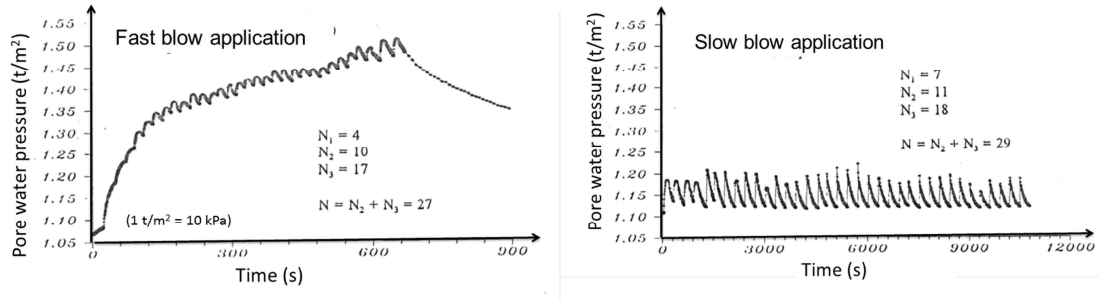 Fast blow application
Pore water pressure (t/m²)
1.55
1.50
1.45
1.40
1.35
1.30
1.25
1.20
1.15
1.10
1.05
N₁ = 4
N₂ = 10
N₃ = 17
N = N₂ + N₃ = 27
(1 t/m² = 10 kPa)
0 300 600 900
Time (s)
Slow blow application
Pore water pressure (t/m²)
1.55
1.50
1.45
1.40
1.35
1.30
1.25
1.20
1.15
1.10
1.05
N₁ = 7
N₂ = 11
N₃ = 18
N = N₂ + N₃ = 29
0 3000 6000 9000 12000
Time (s)